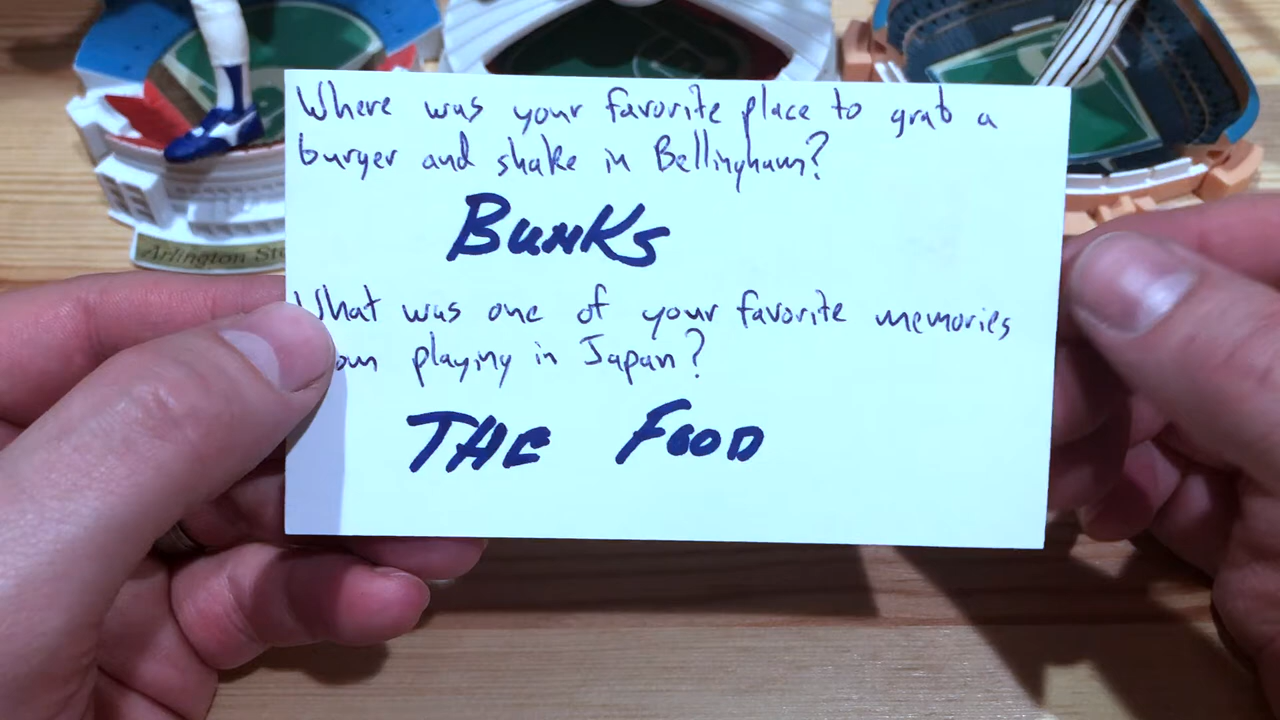 Where was your favorite place to grab a
burger and shake in Bellingham?
BUNKS
What was one of your favorite memories
playing in Japan?
THE FOOD
Arlington